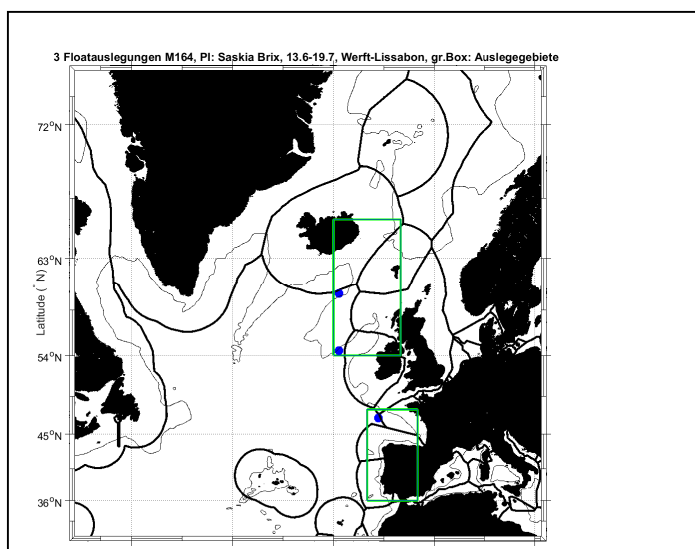 3 Floatauslegungen M164, PI: Saskia Brix, 13.6-19.7, Werft-Lissabon, gr.Box: Auslegegebiete
72°N
63°N
54°N
45°N
36°N
Latitude (°N)